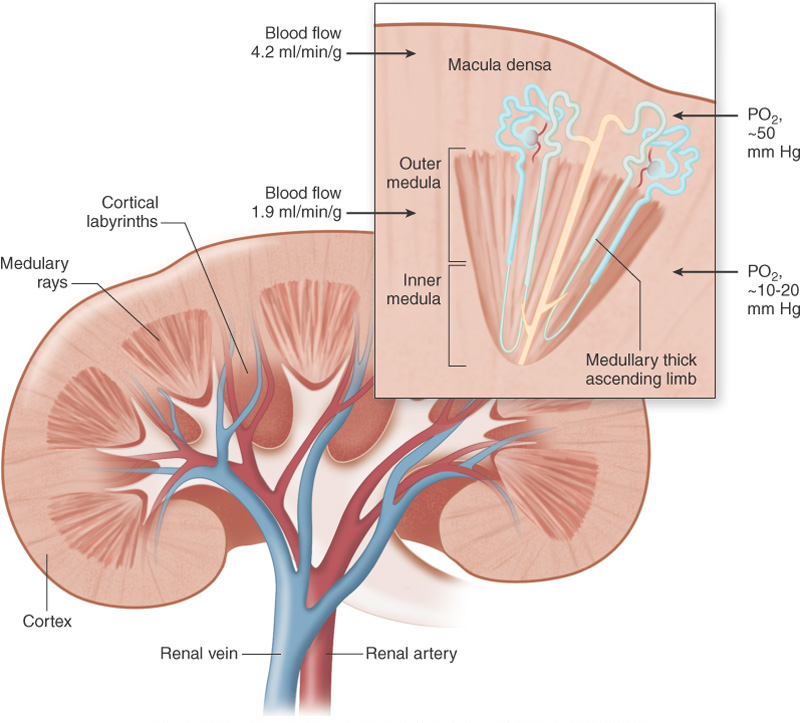 Blood flow
4.2 ml/min/g
Macula densa
PO2,
~50
mm Hg
Outer
medula
Blood flow
1.9 ml/min/g
Cortical
labyrinths
Medulary
rays
Inner
medula
PO2,
~10-20
mm Hg
Medullary thick
ascending limb
Cortex
Renal vein
Renal artery